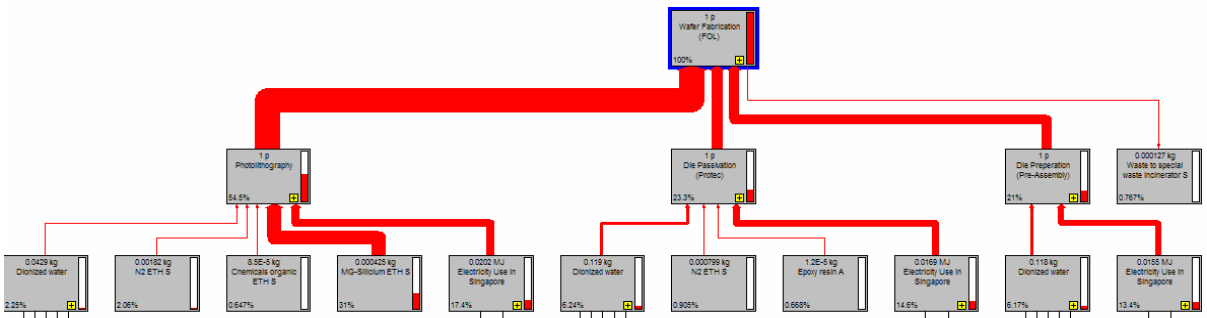 1 p
Wafer Fabrication
(FOL)
100%
1 p
Photolithography
54.5%
1 p
Die Passivation
(Protec)
23.3%
1 p
Die Preperation
(Pre-Assembly)
21%
0.000127 kg
Waste to special
waste incinerator S
0.767%
0.0429 kg
Dionized water
2.25%
0.00182 kg
N2 ETH S
2.06%
8.5E-5 kg
Chemicals organic
ETH S
0.647%
0.000425 kg
MG-Silicium ETH S
31%
0.0202 MJ
Electricity Use in
Singapore
17.4%
0.119 kg
Dionized water
6.24%
0.000799 kg
N2 ETH S
0.905%
1.2E-5 kg
Epoxy resin A
0.668%
0.0169 MJ
Electricity Use in
Singapore
14.6%
0.118 kg
Dionized water
6.17%
0.0155 MJ
Electricity Use in
Singapore
13.4%